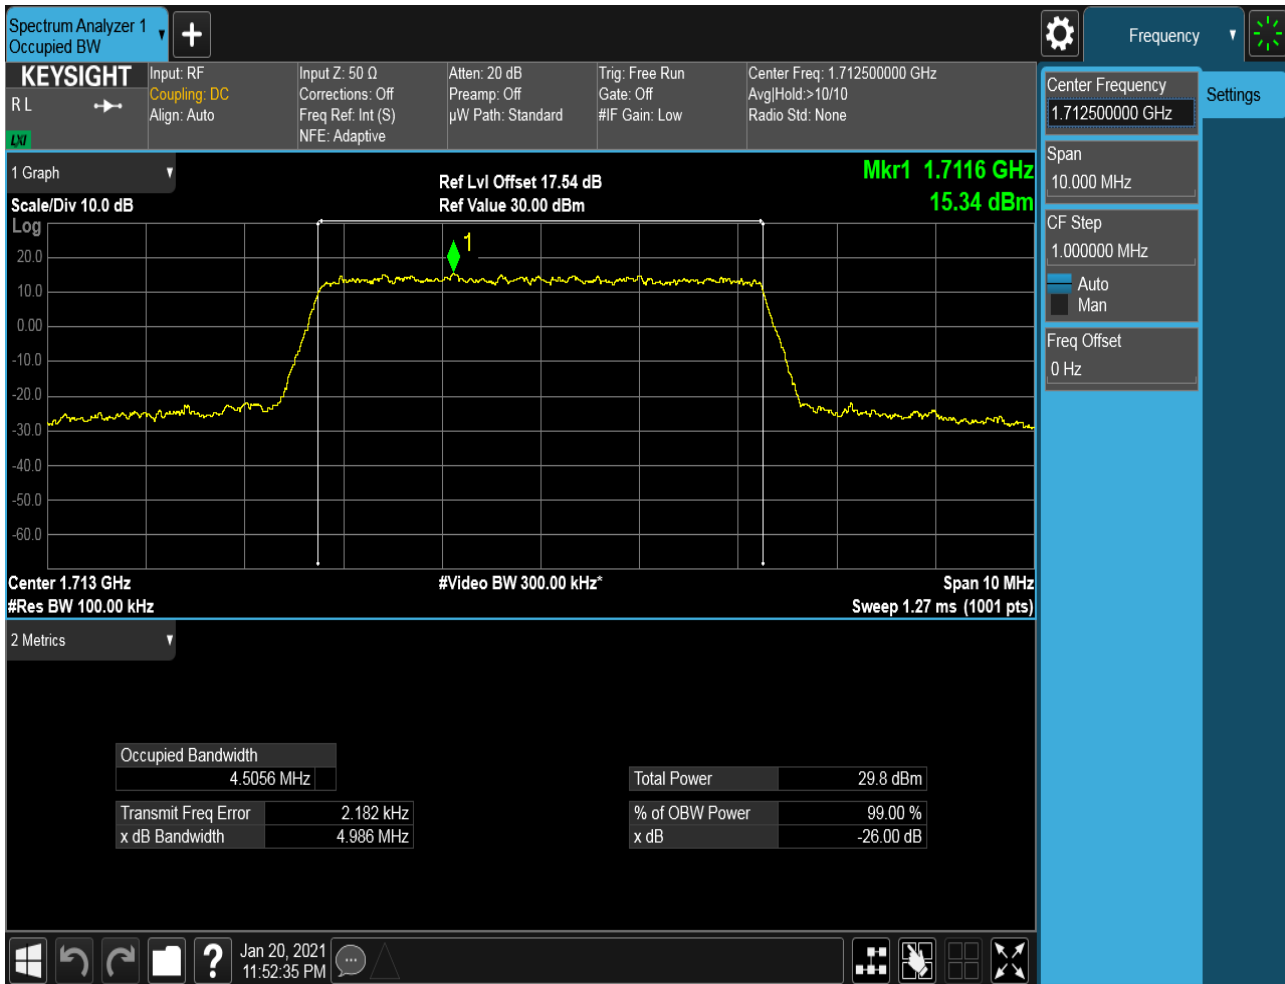 Spectrum Analyzer 1
Occupied BW
Frequency
KEYSIGHT
R L
LXI
Input: RF
Coupling: DC
Align: Auto
Input Z: 50 Ω
Corrections: Off
Freq Ref: Int (S)
NFE: Adaptive
Atten: 20 dB
Preamp: Off
µW Path: Standard
Trig: Free Run
Gate: Off
#IF Gain: Low
Center Freq: 1.712500000 GHz
Avg|Hold:>10/10
Radio Std: None
Center Frequency
1.712500000 GHz
Settings
Span
10.000 MHz
CF Step
1.000000 MHz
Auto
Man
Freq Offset
0 Hz
1 Graph
Scale/Div 10.0 dB
Log
Ref Lvl Offset 17.54 dB
Ref Value 30.00 dBm
Mkr1 1.7116 GHz
15.34 dBm
1
20.0
10.0
0.00
-10.0
-20.0
-30.0
-40.0
-50.0
-60.0
Center 1.713 GHz
#Video BW 300.00 kHz*
Span 10 MHz
#Res BW 100.00 kHz
Sweep 1.27 ms (1001 pts)
2 Metrics
Occupied Bandwidth
4.5056 MHz
Total Power 29.8 dBm
Transmit Freq Error 2.182 kHz
% of OBW Power 99.00 %
x dB Bandwidth 4.986 MHz
x dB -26.00 dB
?
Jan 20, 2021
11:52:35 PM